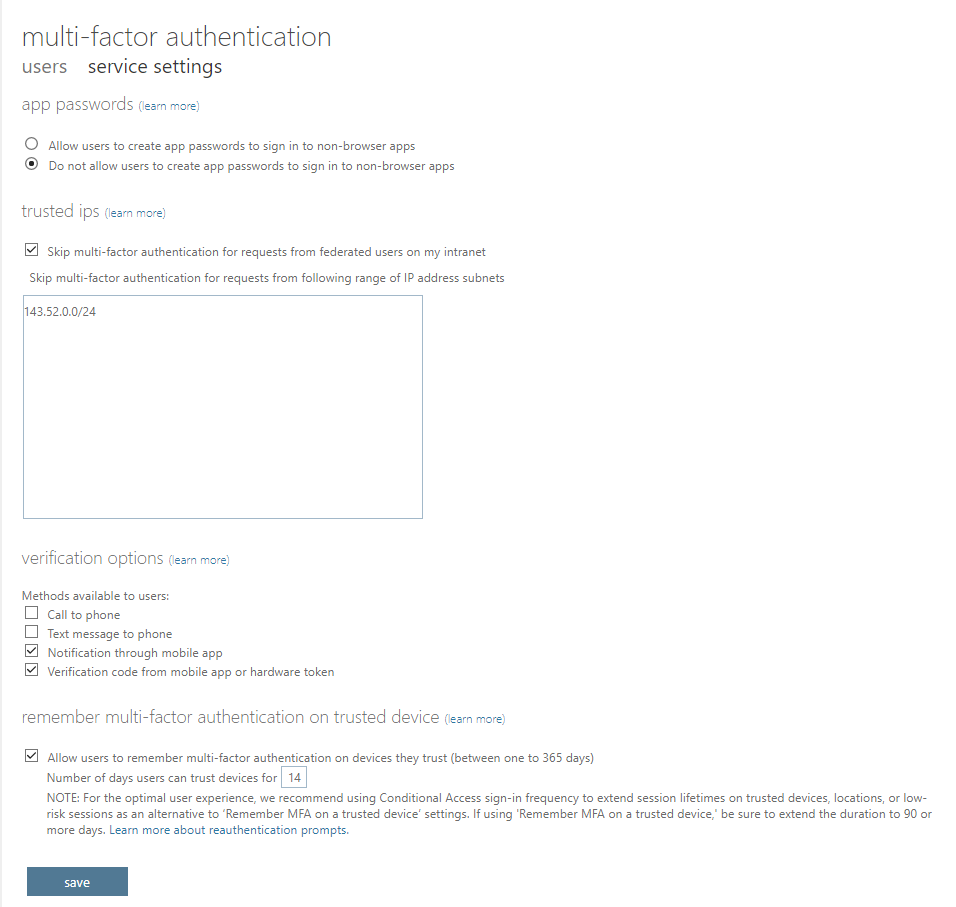 multi-factor authentication
users service settings
app passwords (learn more)
Allow users to create app passwords to sign in to non-browser apps
Do not allow users to create app passwords to sign in to non-browser apps
trusted ips (learn more)
Skip multi-factor authentication for requests from federated users on my intranet
Skip multi-factor authentication for requests from following range of IP address subnets
143.52.0.0/24
verification options (learn more)
Methods available to users:
Call to phone
Text message to phone
Notification through mobile app
Verification code from mobile app or hardware token
remember multi-factor authentication on trusted device (learn more)
Allow users to remember multi-factor authentication on devices they trust (between one to 365 days)
Number of days users can trust devices for 14
NOTE: For the optimal user experience, we recommend using Conditional Access sign-in frequency to extend session lifetimes on trusted devices, locations, or low-
risk sessions as an alternative to 'Remember MFA on a trusted device' settings. If using 'Remember MFA on a trusted device,' be sure to extend the duration to 90 or
more days. Learn more about reauthentication prompts.
save